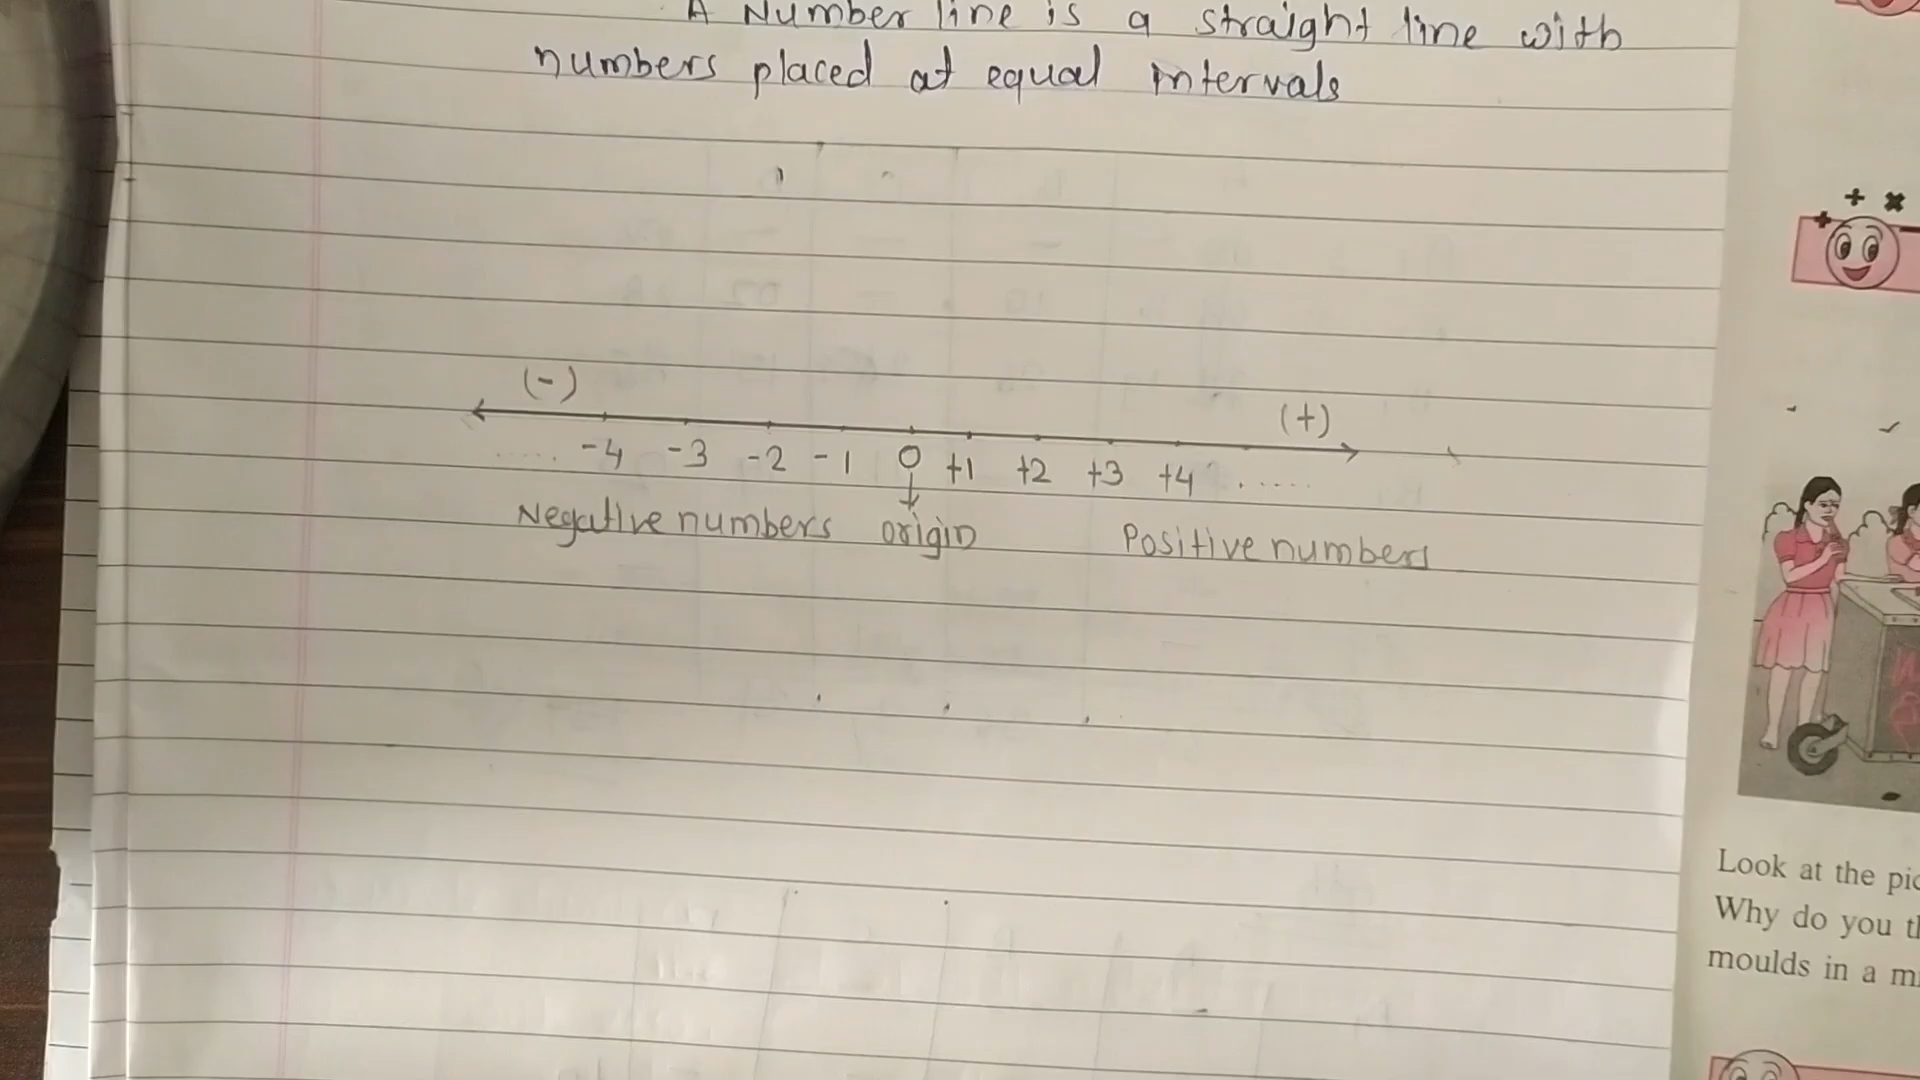 A Number line is a straight line with
numbers placed at equal intervals
(-)
(+)
..... -4 -3 -2 -1 0 +1 +2 +3 +4 .....
Negative numbers origin Positive numbers
Look at the
Why do you
moulds in a